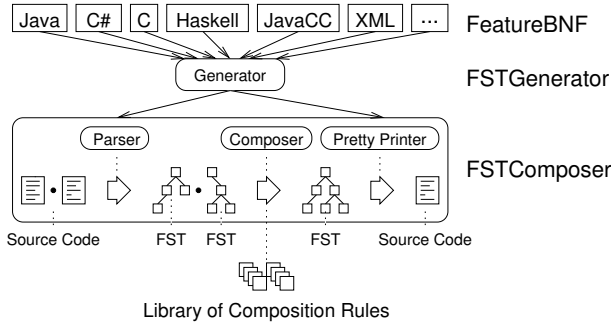 Java C# C Haskell JavaCC XML ... FeatureBNF
Generator FSTGenerator
Parser Composer Pretty Printer
FSTComposer
Source Code FST FST FST Source Code
Library of Composition Rules